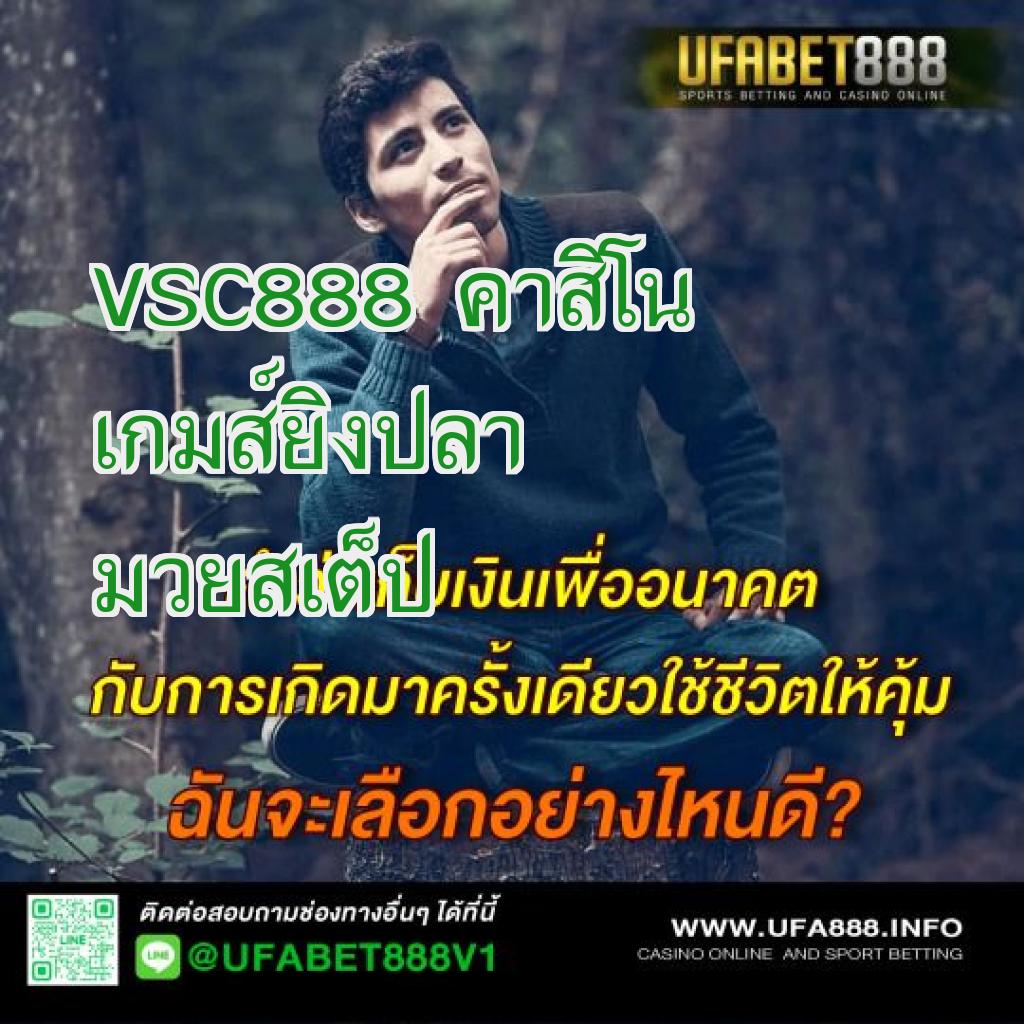 UFABET888
SPORTS BETTING AND CASINO ONLINE
VSC888 คาสิโน
เกมส์ยิงปลา
มวยสเต็ป
เงินเพื่ออนาคต
กับการเกิดมาครั้งเดียวใช้ชีวิตให้คุ้ม
ฉันจะเลือกอย่างไหนดี?
ติดต่อสอบถามช่องทางอื่นๆ ได้ที่นี้
LINE
LINE @UFABET888V1
WWW.UFA888.INFO
CASINO ONLINE AND SPORT BETTING